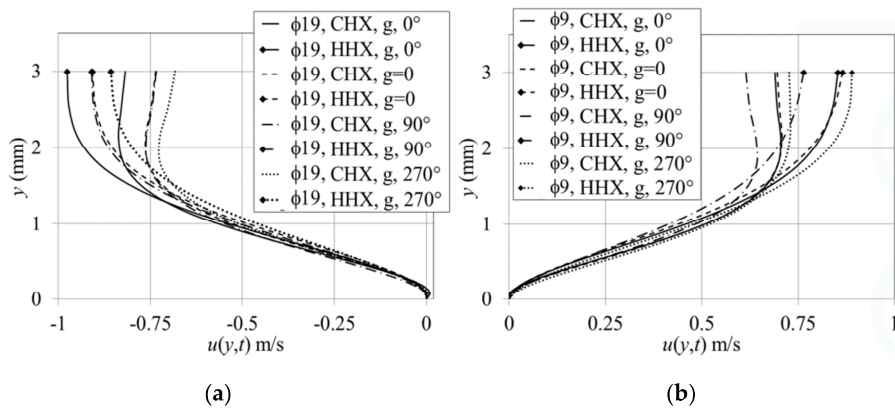 ϕ19, CHX, g, 0°
ϕ19, HHX, g, 0°
ϕ19, CHX, g=0
ϕ19, HHX, g=0
ϕ19, CHX, g, 90°
ϕ19, HHX, g, 90°
ϕ19, CHX, g, 270°
ϕ19, HHX, g, 270°
3
2
1
0
y (mm)
-1
-0.75
-0.5
-0.25
0
u(y,t) m/s
(a)
ϕ9, CHX, g, 0°
ϕ9, HHX, g, 0°
ϕ9, CHX, g=0
ϕ9, HHX, g=0
ϕ9, CHX, g, 90°
ϕ9, HHX, g, 90°
ϕ9, CHX, g, 270°
ϕ9, HHX, g, 270°
3
2
1
0
y (mm)
0
0.25
0.5
0.75
1
u(y,t) m/s
(b)